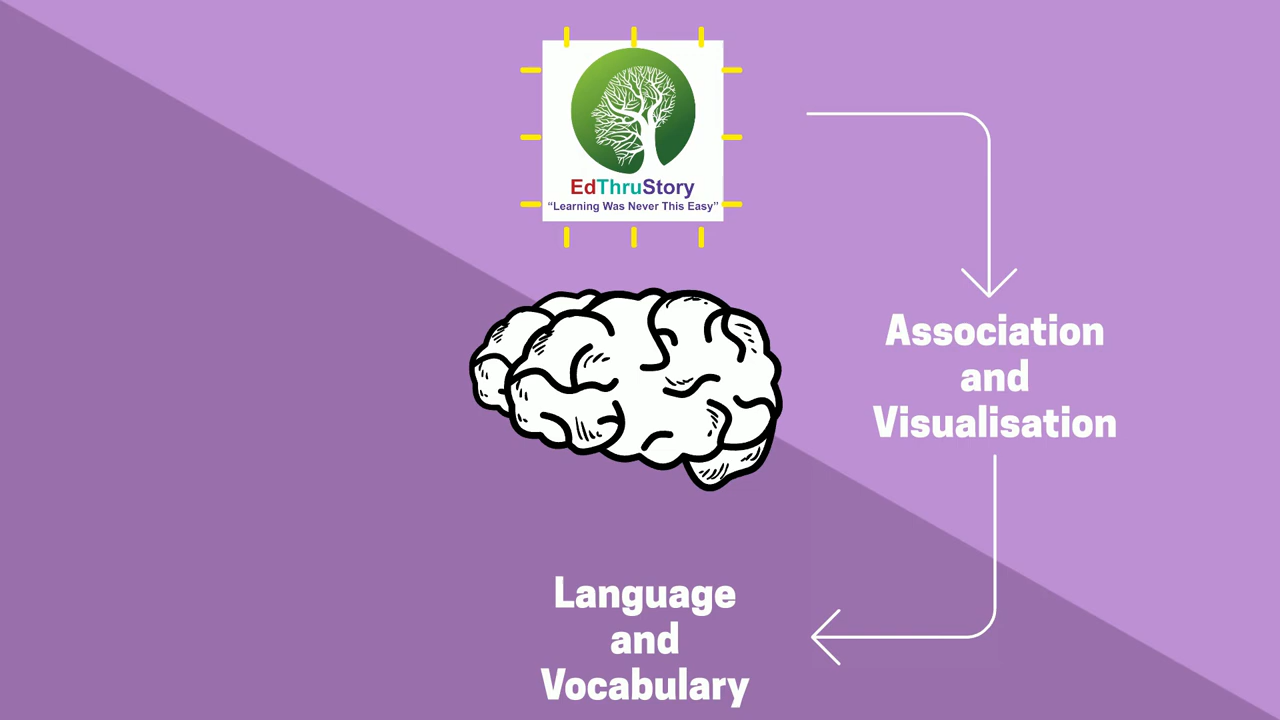 EdThruStory
“Learning Was Never This Easy”
Association
and
Visualisation
Language
and
Vocabulary